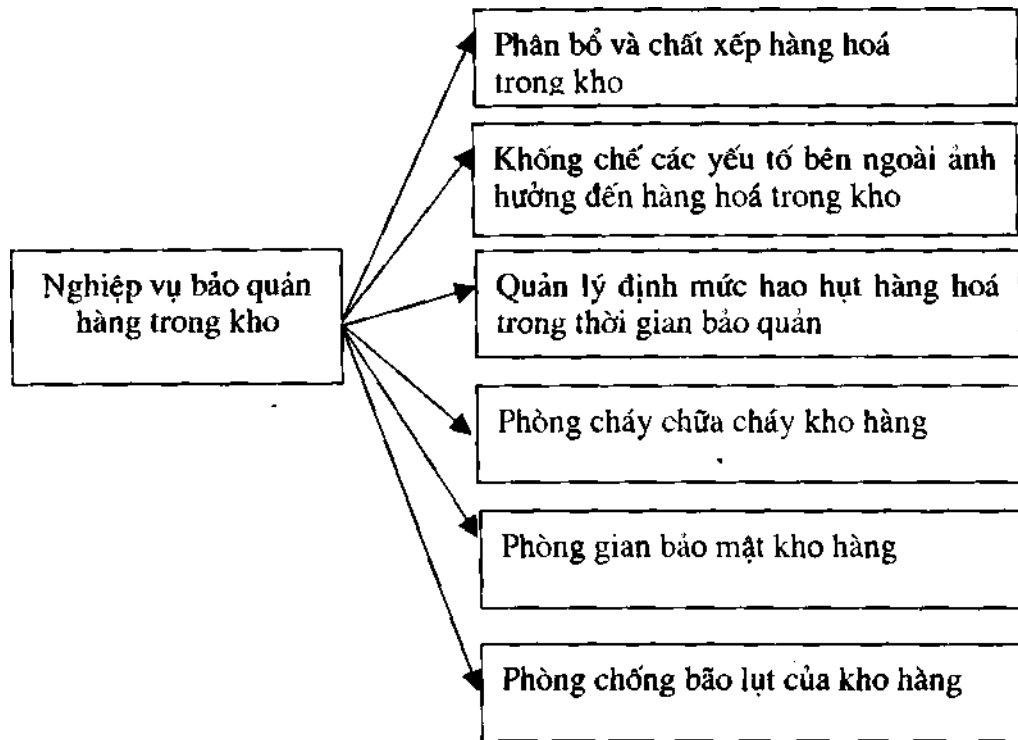 Phân bổ và chất xếp hàng hoá
trong kho
Khống chế các yếu tố bên ngoài ảnh
hưởng đến hàng hoá trong kho
Nghiệp vụ bảo quản
hàng trong kho
Quản lý định mức hao hụt hàng hoá
trong thời gian bảo quản
Phòng cháy chữa cháy kho hàng
Phòng gian bảo mật kho hàng
Phòng chống bão lụt của kho hàng